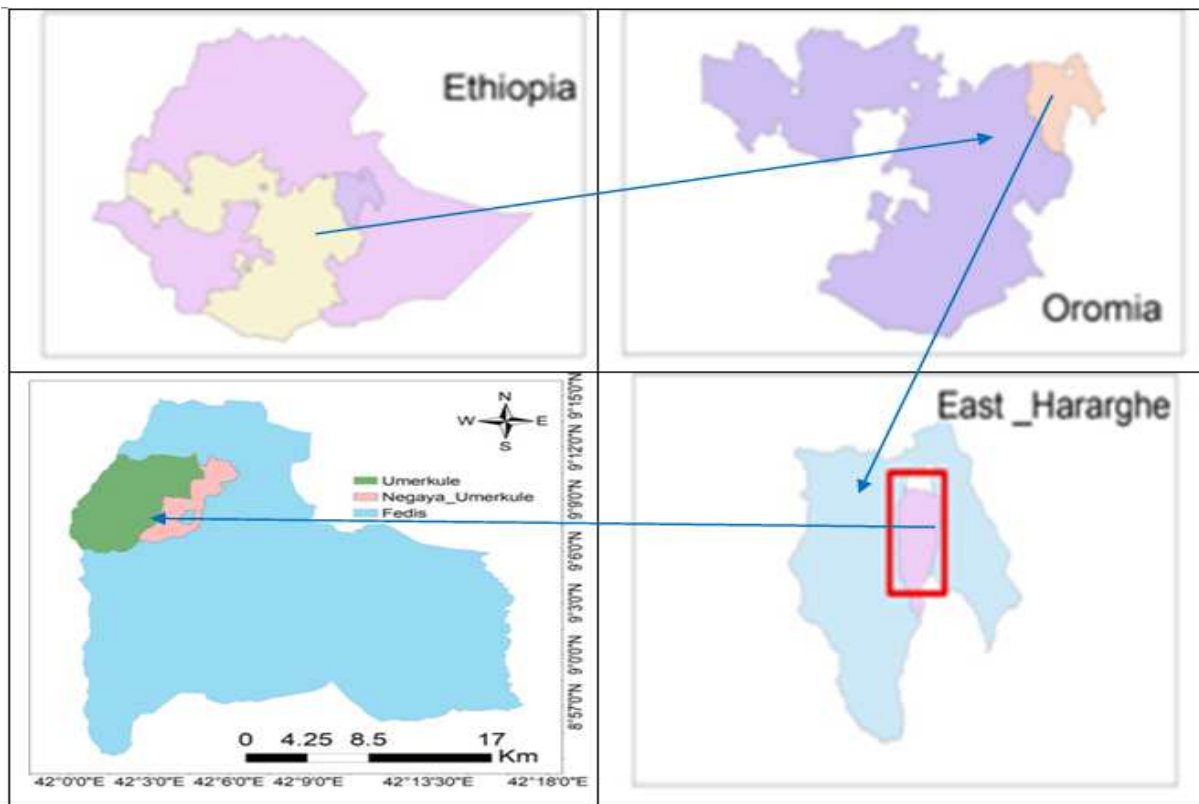 Ethiopia
Oromia
East _Hararghe
N
W
E
S
Umerkule
Negaya_Umerkule
Fedis
9°15'0"N
9°12'0"N
9°9'0"N
9°6'0"N
9°3'0"N
9°0'0"N
8°57'0"N
0 4.25 8.5 17
Km
42°0'0"E 42°3'0"E 42°6'0"E 42°9'0"E 42°13'30"E 42°18'0"E